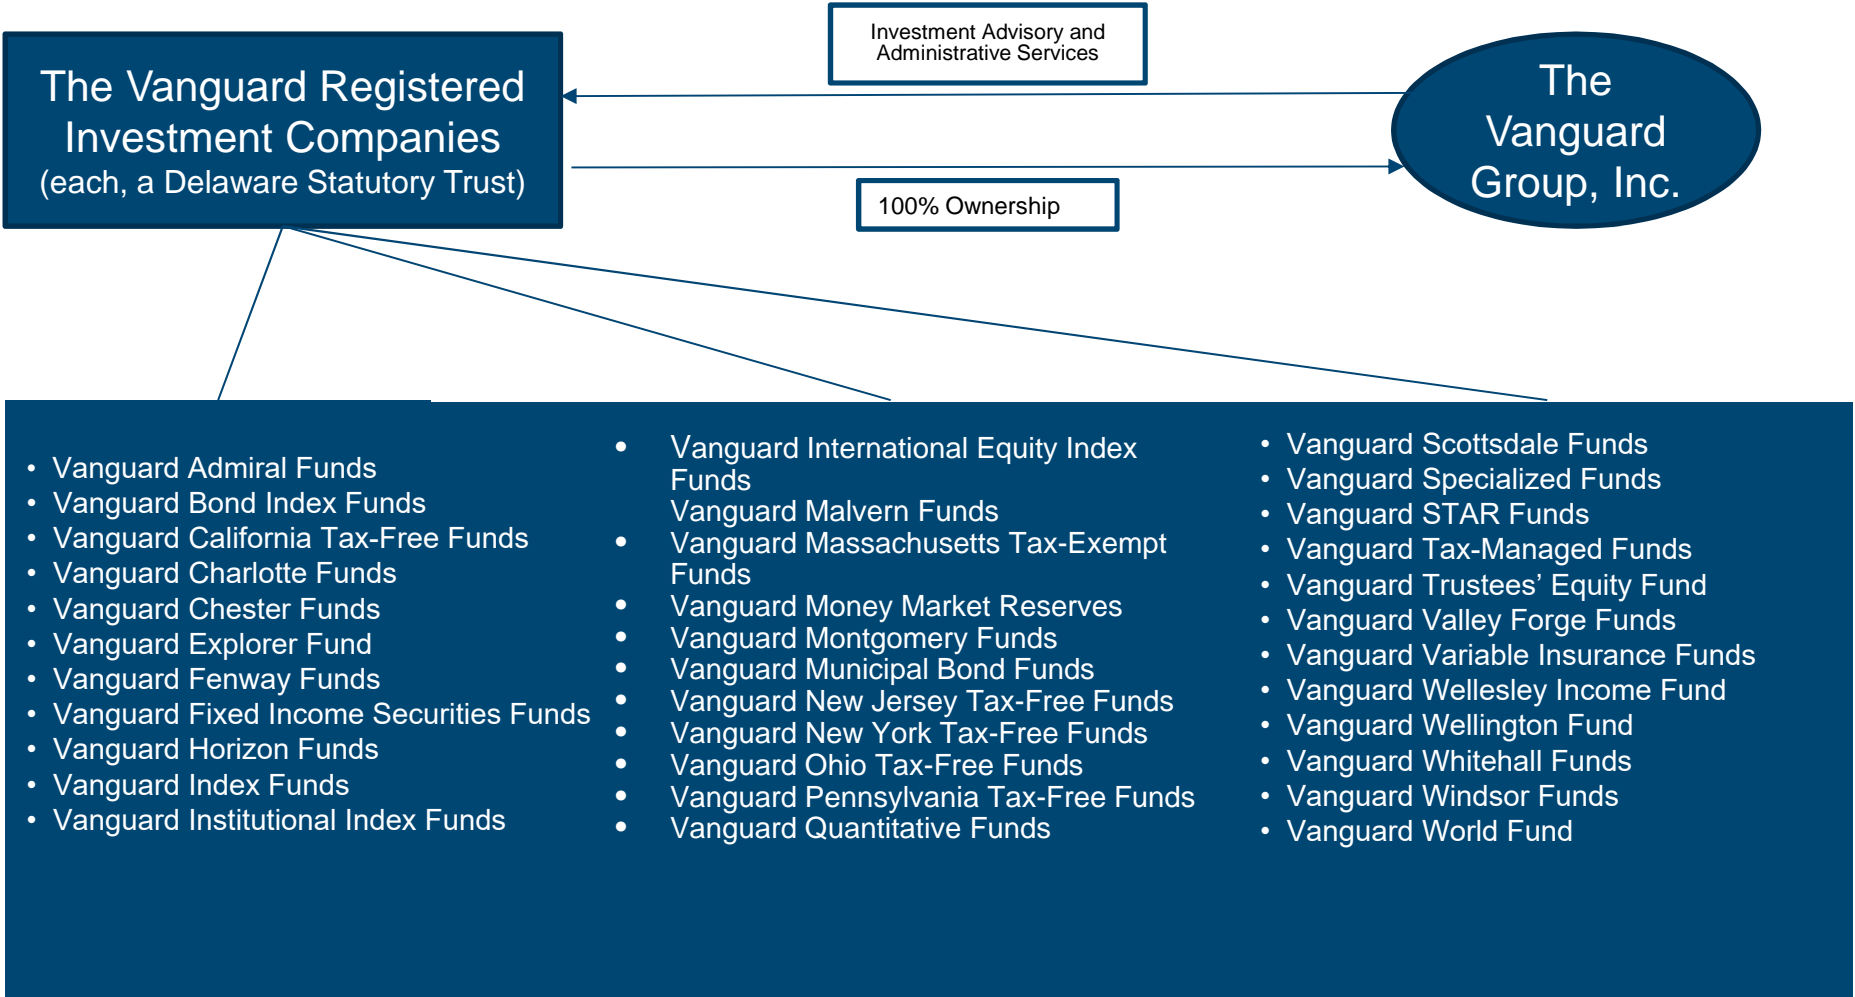 Investment Advisory and
Administrative Services
The Vanguard Registered
Investment Companies
(each, a Delaware Statutory Trust)
The
Vanguard
Group, Inc.
100% Ownership
• Vanguard Admiral Funds
• Vanguard Bond Index Funds
• Vanguard California Tax-Free Funds
• Vanguard Charlotte Funds
• Vanguard Chester Funds
• Vanguard Explorer Fund
• Vanguard Fenway Funds
• Vanguard Fixed Income Securities Funds
• Vanguard Horizon Funds
• Vanguard Index Funds
• Vanguard Institutional Index Funds
• Vanguard International Equity Index
Funds
Vanguard Malvern Funds
• Vanguard Massachusetts Tax-Exempt
Funds
• Vanguard Money Market Reserves
• Vanguard Montgomery Funds
• Vanguard Municipal Bond Funds
• Vanguard New Jersey Tax-Free Funds
• Vanguard New York Tax-Free Funds
• Vanguard Ohio Tax-Free Funds
• Vanguard Pennsylvania Tax-Free Funds
• Vanguard Quantitative Funds
• Vanguard Scottsdale Funds
• Vanguard Specialized Funds
• Vanguard STAR Funds
• Vanguard Tax-Managed Funds
• Vanguard Trustees’ Equity Fund
• Vanguard Valley Forge Funds
• Vanguard Variable Insurance Funds
• Vanguard Wellesley Income Fund
• Vanguard Wellington Fund
• Vanguard Whitehall Funds
• Vanguard Windsor Funds
• Vanguard World Fund